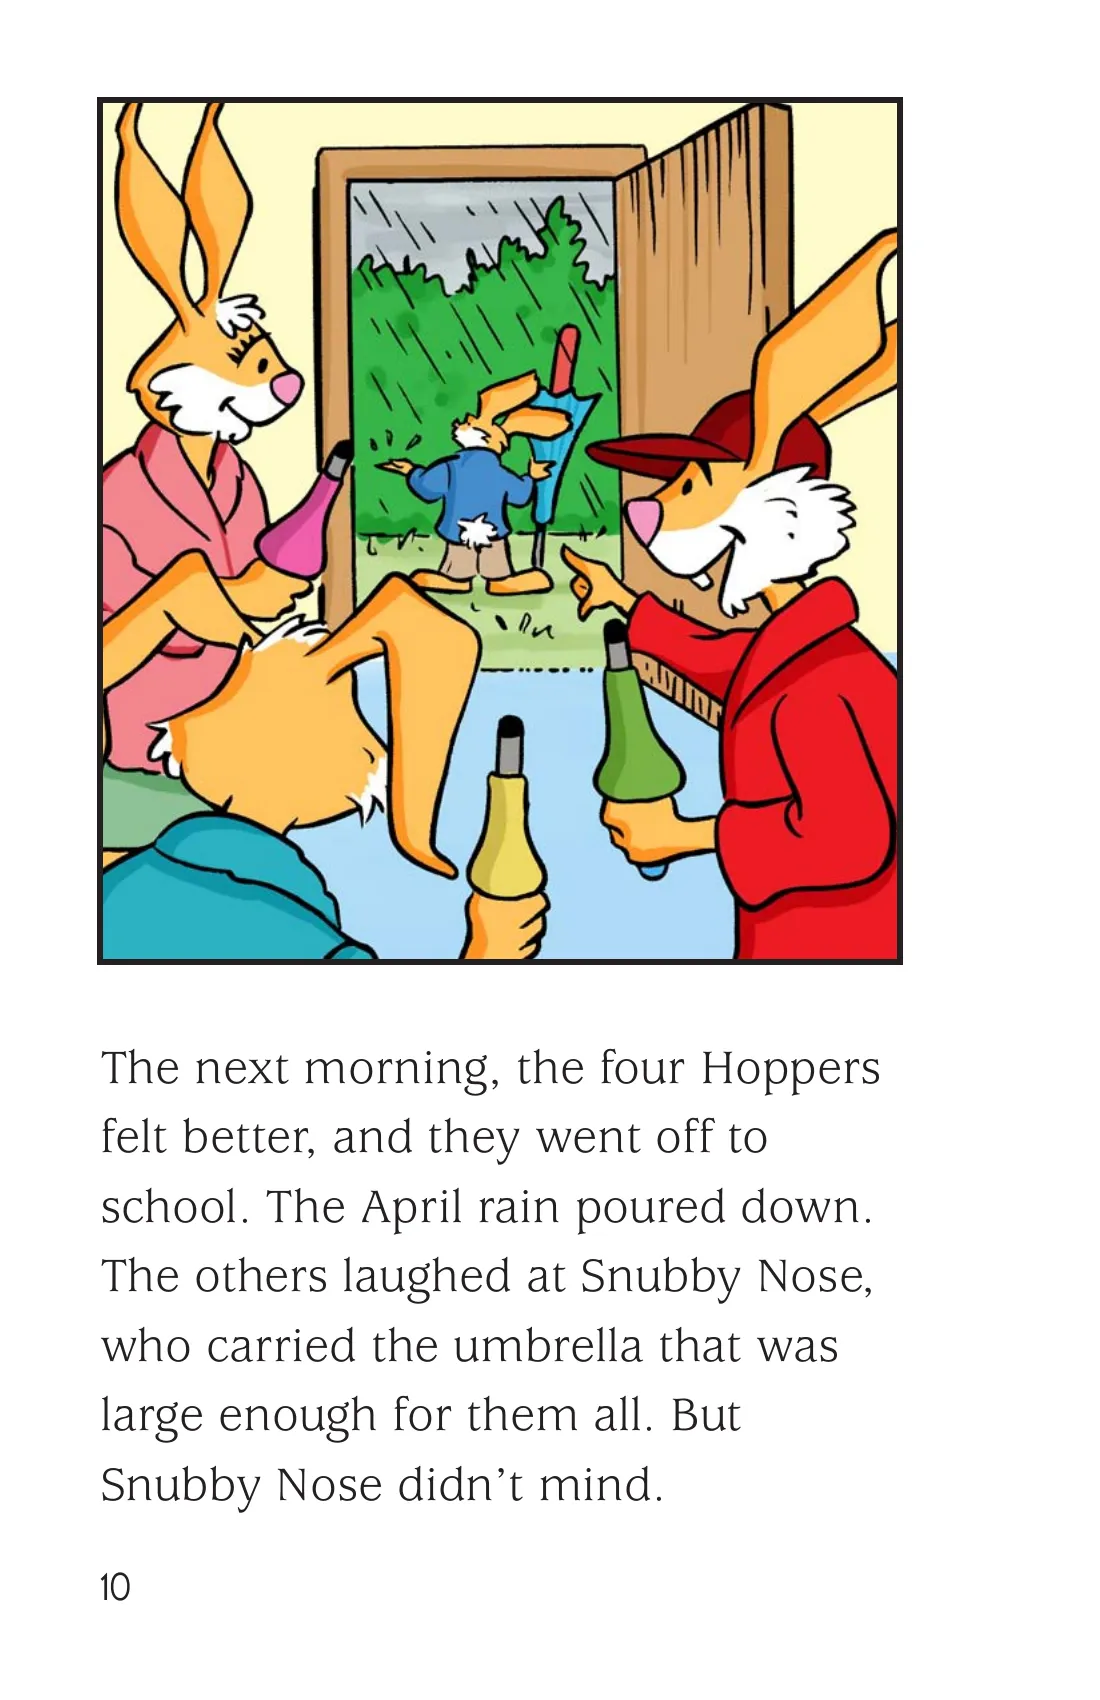 The next morning, the four Hoppers
felt better, and they went off to
school. The April rain poured down.
The others laughed at Snubby Nose,
who carried the umbrella that was
large enough for them all. But
Snubby Nose didn’t mind.
10